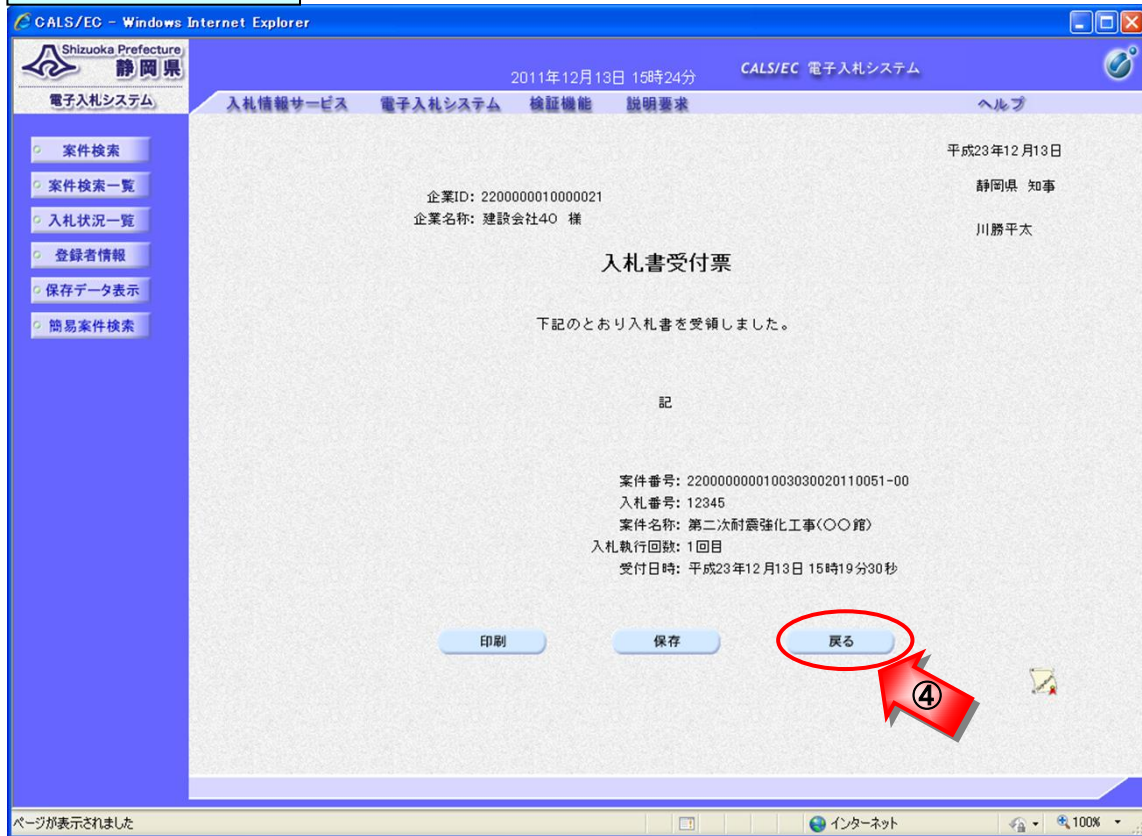 CALS/EC - Windows Internet Explorer
Shizuoka Prefecture
静岡県
電子入札システム
2011年12月13日 15時24分
CALS/EC 電子入札システム
入札情報サービス 電子入札システム 検証機能 説明要求 ヘルプ
案件検索
案件検索一覧
入札状況一覧
登録者情報
保存データ表示
簡易案件検索
平成23年12月13日
静岡県 知事
川勝平太
企業ID: 2200000010000021
企業名称: 建設会社40 様
入札書受付票
下記のとおり入札書を受領しました。
記
案件番号: 22000000001003030020110051-00
入札番号: 12345
案件名称: 第二次耐震強化工事(〇〇館)
入札執行回数: 1回目
受付日時: 平成23年12月13日 15時19分30秒
印刷 保存 戻る
④
ページが表示されました インターネット 100%